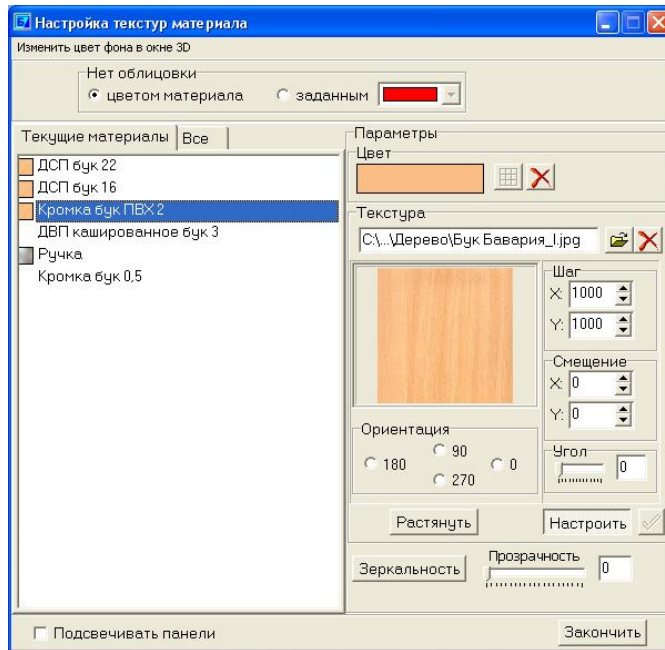 Настройка текстур материала
Изменить цвет фона в окне 3D
Нет облицовки
цветом материала
заданным
Текущие материалы
Все
ДСП бук 22
ДСП бук 16
Кромка бук ПВХ 2
ДВП кашированное бук 3
Ручка
Кромка бук 0,5
Параметры
Цвет
Текстура
C:\...\Дерево\Бук Бавария_l.jpg
Шаг
X: 1000
Y: 1000
Смещение
X: 0
Y: 0
Ориентация
90
180
0
270
Угол
0
Растянуть
Настроить
Зеркальность
Прозрачность
0
Подсвечивать панели
Закончить